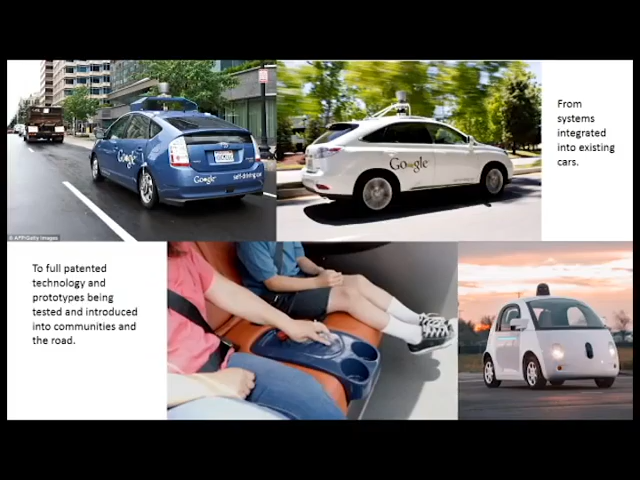 Google
Google
self-driving car
Google
From
systems
integrated
into existing
cars.
© AFP/Getty Images
To full patented
technology and
prototypes being
tested and introduced
into communities and
the road.